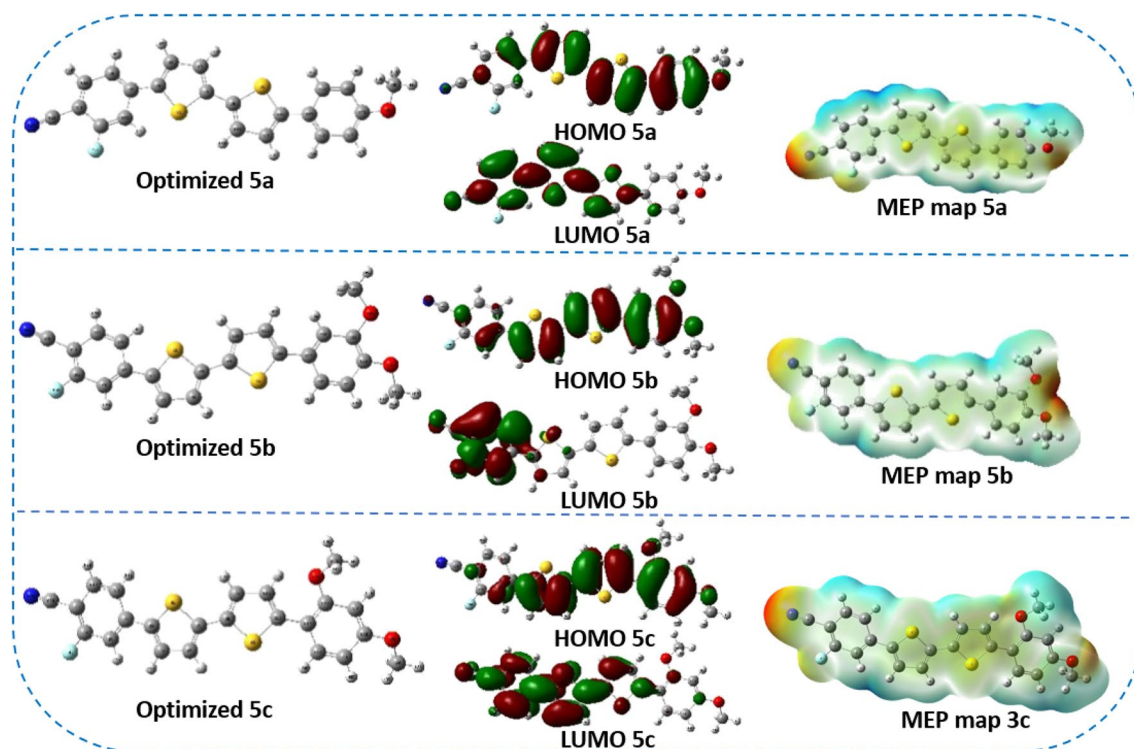 HOMO 5a
Optimized 5a
LUMO 5a
MEP map 5a
HOMO 5b
Optimized 5b
LUMO 5b
MEP map 5b
HOMO 5c
Optimized 5c
LUMO 5c
MEP map 3c